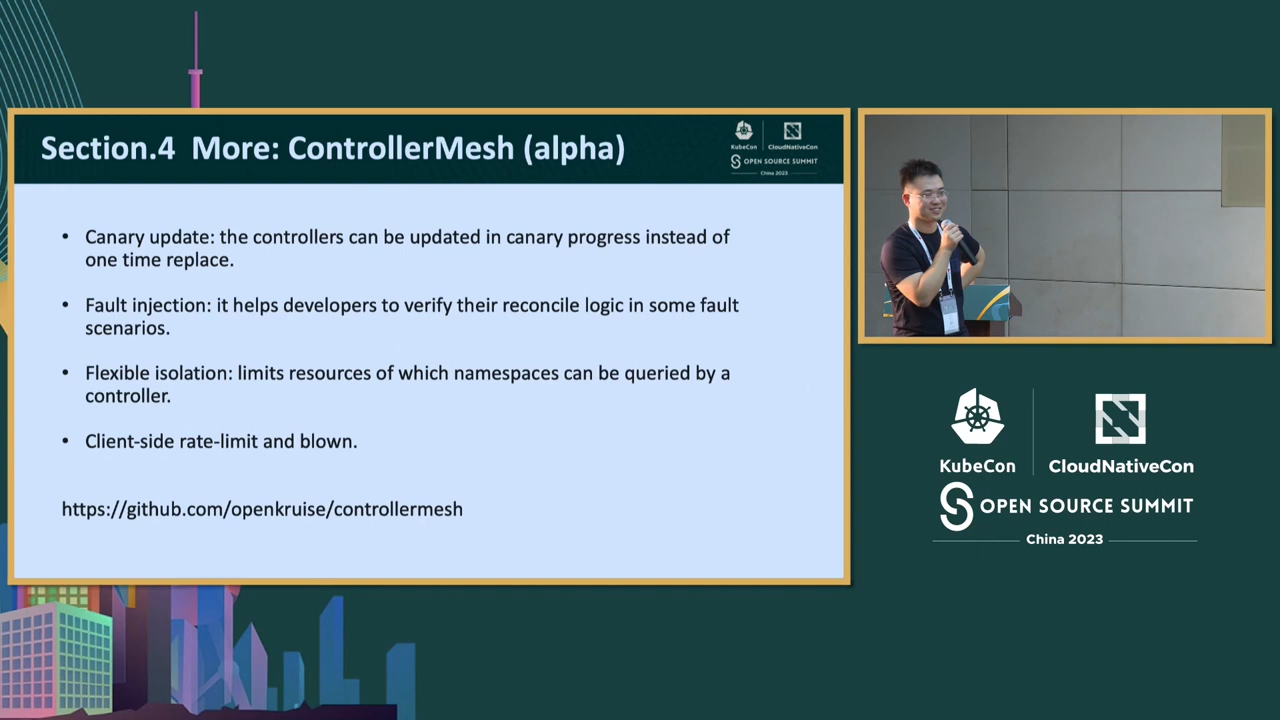 Section.4 More: ControllerMesh (alpha)
KubeCon
CloudNativeCon
OPEN SOURCE SUMMIT
China 2023
• Canary update: the controllers can be updated in canary progress instead of
one time replace.
• Fault injection: it helps developers to verify their reconcile logic in some fault
scenarios.
• Flexible isolation: limits resources of which namespaces can be queried by a
controller.
• Client-side rate-limit and blown.
https://github.com/openkruise/controllermesh
KubeCon
CloudNativeCon
OPEN SOURCE SUMMIT
China 2023